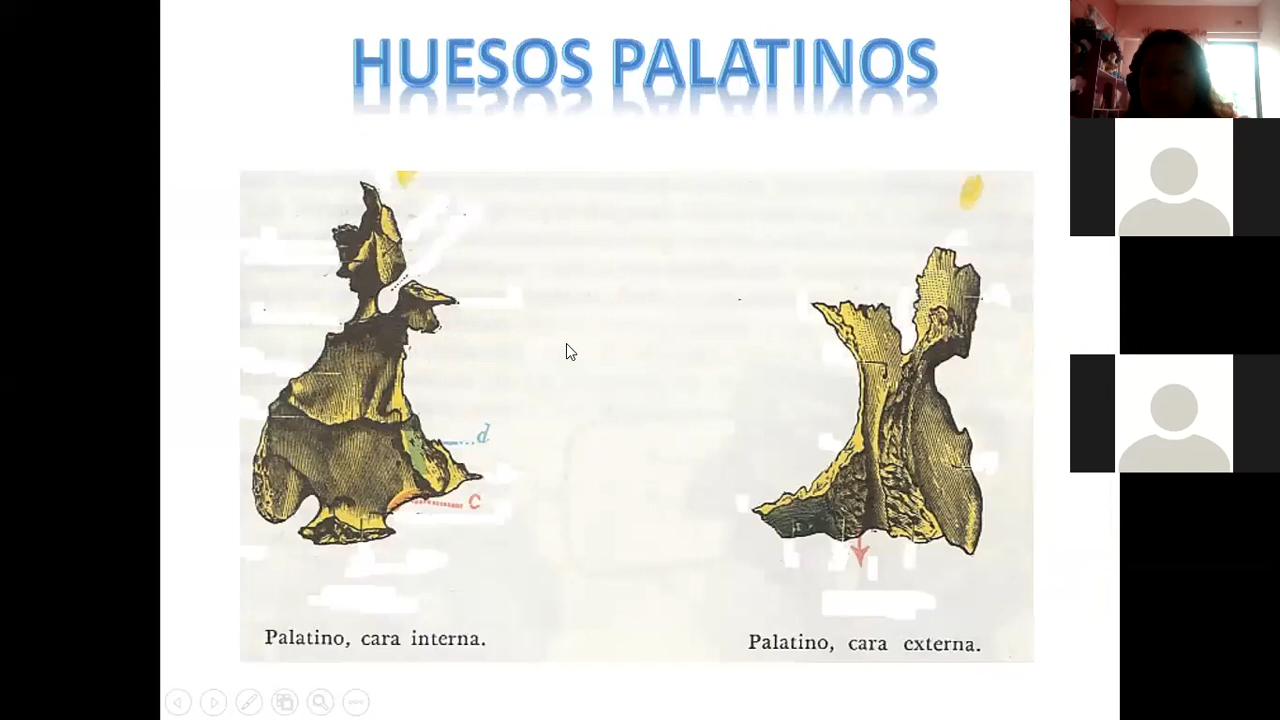 HUESOS PALATINOS
d
C
Palatino, cara interna.
Palatino, cara externa.